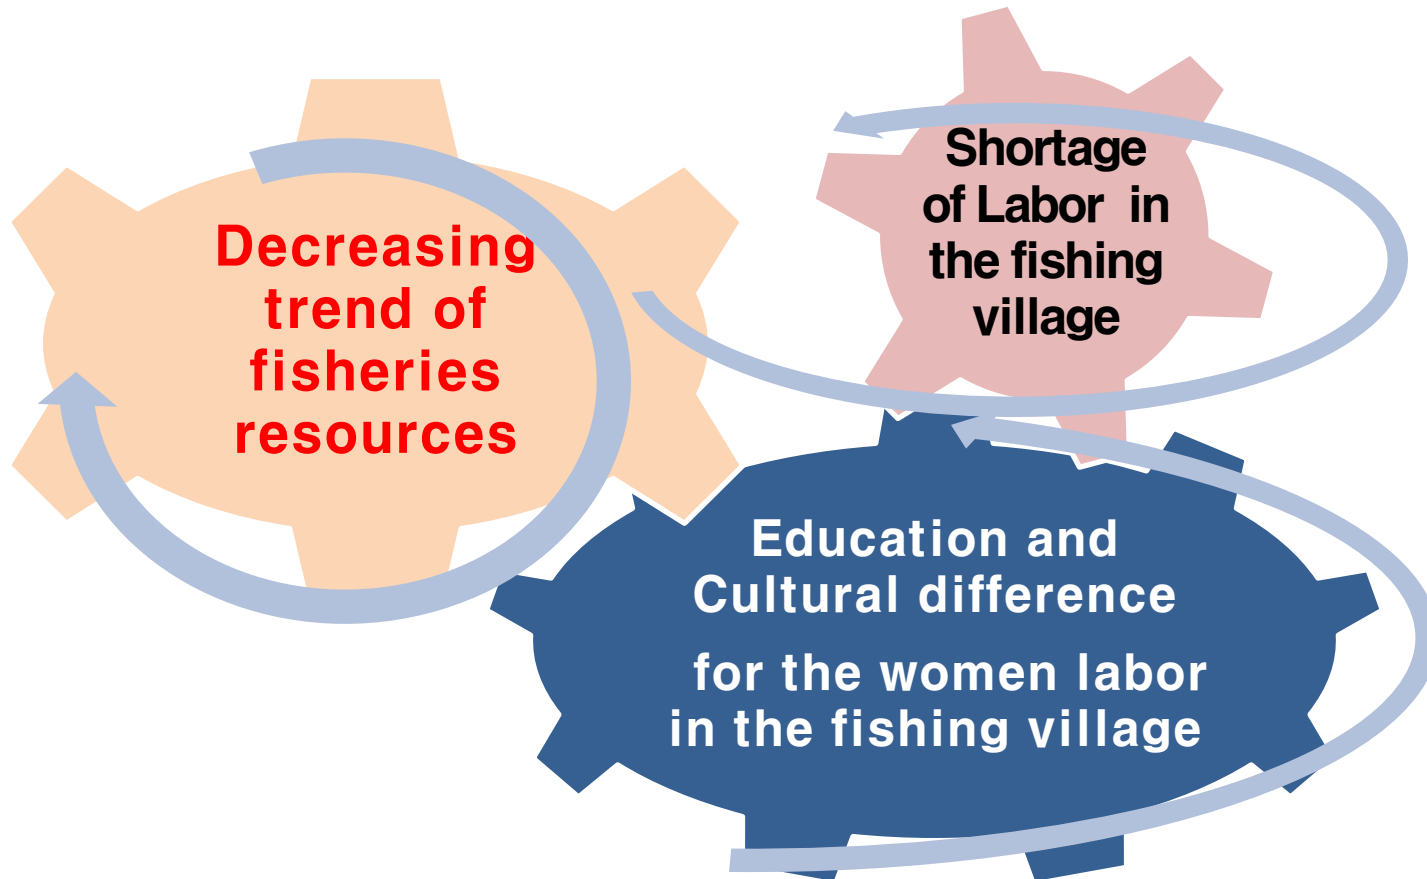 Decreasing
trend of
fisheries
resources
Shortage
of Labor in
the fishing
village
Education and
Cultural difference
for the women labor
in the fishing village